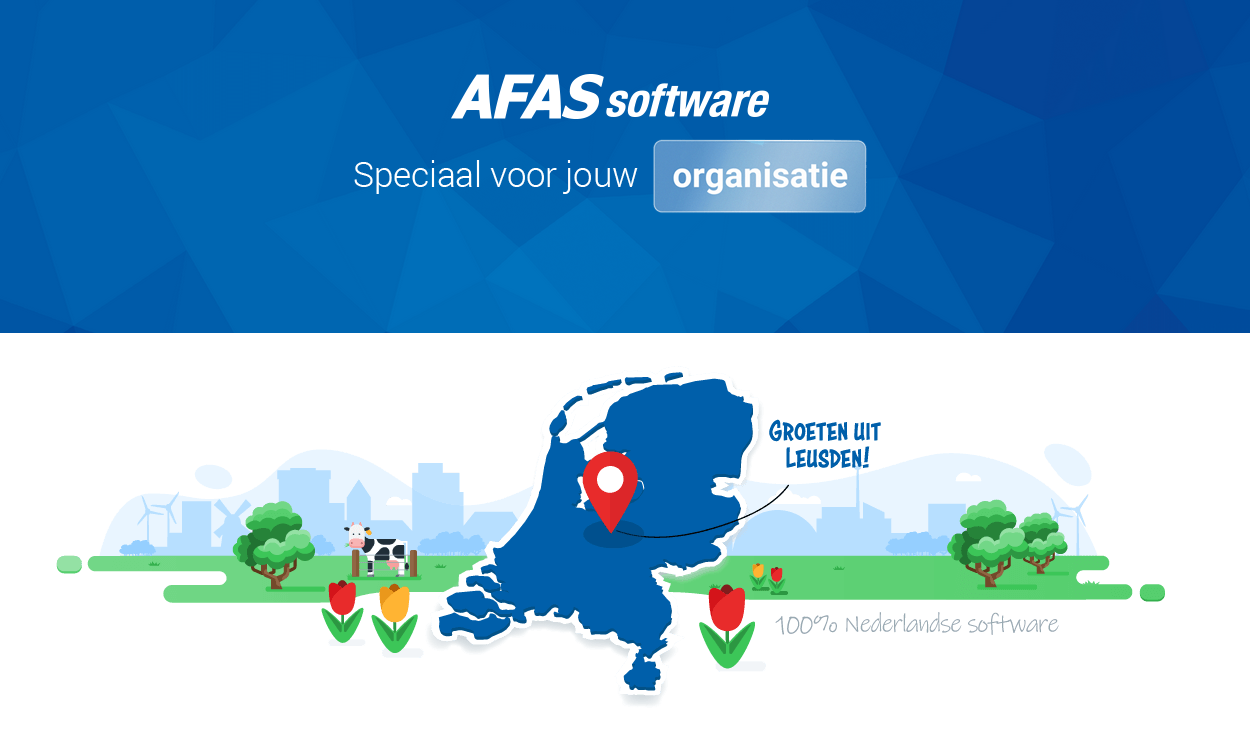 AFAS software
Speciaal voor jouw organisatie
GROETEN UIT
LEUSDEN!
100% Nederlandse software